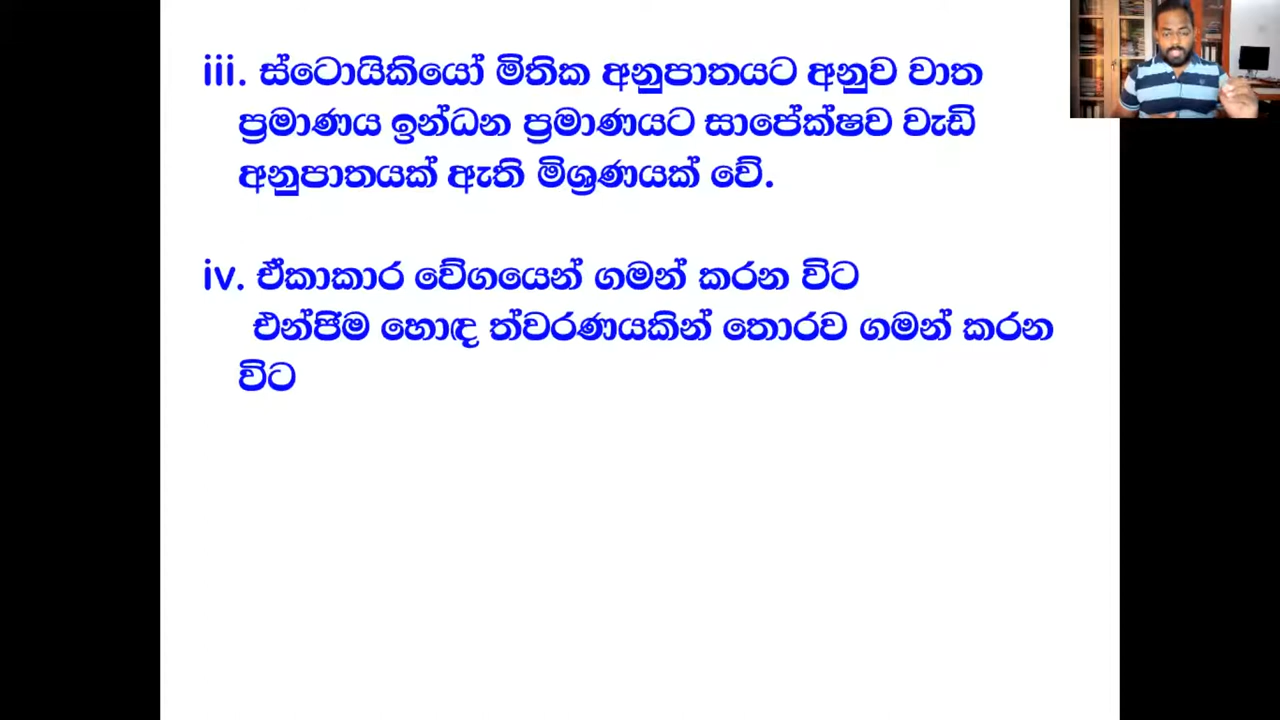 iii. ස්ටොයිකියෝ මිතික අනුපාතයට අනුව වාත
ප්‍රමාණය ඉන්ධන ප්‍රමාණයට සාපේක්ෂව වැඩි
අනුපාතයක් ඇති මිශ්‍රණයක් වේ.
iv. ඒකාකාර වේගයෙන් ගමන් කරන විට
එන්ජිම හොඳ ත්වරණයකින් තොරව ගමන් කරන
විට